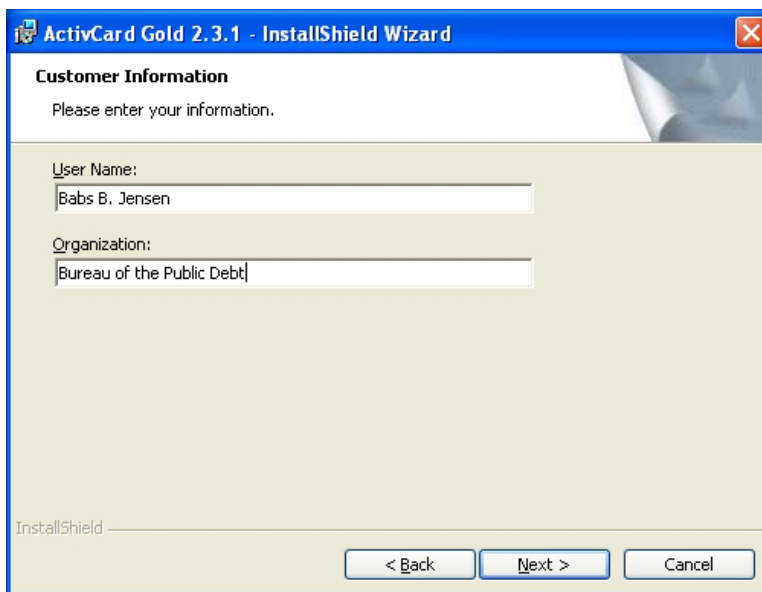 ActivCard Gold 2.3.1 - InstallShield Wizard
Customer Information
Please enter your information.
User Name:
Babs B. Jensen
Organization:
Bureau of the Public Debt
InstallShield
< Back Next > Cancel